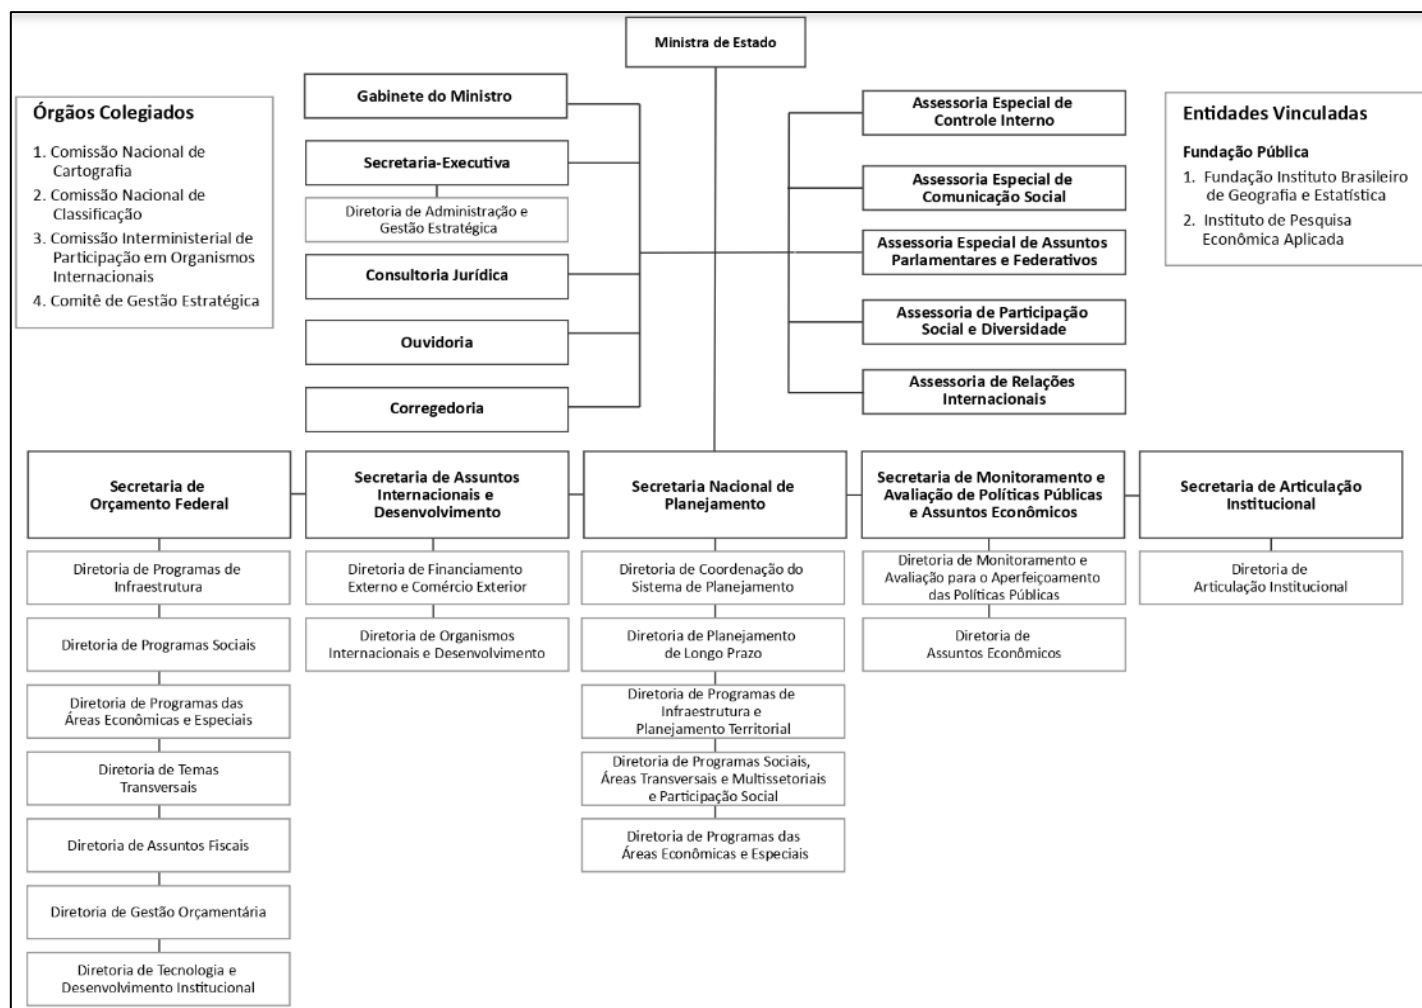 Ministra de Estado
Órgãos Colegiados
1. Comissão Nacional de
Cartografia
2. Comissão Nacional de
Classificação
3. Comissão Interministerial de
Participação em Organismos
Internacionais
4. Comitê de Gestão Estratégica
Gabinete do Ministro
Secretaria-Executiva
Diretoria de Administração e
Gestão Estratégica
Consultoria Jurídica
Ouvidoria
Corregedoria
Assessoria Especial de
Controle Interno
Assessoria Especial de
Comunicação Social
Assessoria Especial de Assuntos
Parlamentares e Federativos
Assessoria de Participação
Social e Diversidade
Assessoria de Relações
Internacionais
Entidades Vinculadas
Fundação Pública
1. Fundação Instituto Brasileiro
de Geografia e Estatística
2. Instituto de Pesquisa
Econômica Aplicada
Secretaria de
Orçamento Federal
Diretoria de Programas de
Infraestrutura
Diretoria de Programas Sociais
Diretoria de Programas das
Áreas Econômicas e Especiais
Diretoria de Temas
Transversais
Diretoria de Assuntos Fiscais
Diretoria de Gestão Orçamentária
Diretoria de Tecnologia e
Desenvolvimento Institucional
Secretaria de Assuntos
Internacionais e
Desenvolvimento
Diretoria de Financiamento
Externo e Comércio Exterior
Diretoria de Organismos
Internacionais e Desenvolvimento
Secretaria Nacional de
Planejamento
Diretoria de Coordenação do
Sistema de Planejamento
Diretoria de Planejamento
de Longo Prazo
Diretoria de Programas de
Infraestrutura e
Planejamento Territorial
Diretoria de Programas Sociais,
Áreas Transversais e Multissetoriais
e Participação Social
Diretoria de Programas das
Áreas Econômicas e Especiais
Secretaria de Monitoramento e
Avaliação de Políticas Públicas
e Assuntos Econômicos
Diretoria de Monitoramento e
Avaliação para o Aperfeiçoamento
das Políticas Públicas
Diretoria de
Assuntos Econômicos
Secretaria de Articulação
Institucional
Diretoria de
Articulação Institucional